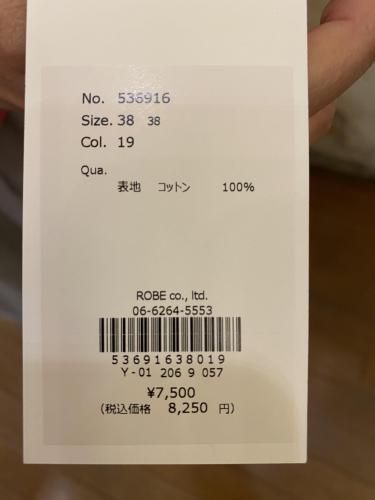 No. 536916
Size. 38 38
Col. 19
Qua.
表地 コットン 100%
ROBE co., ltd.
06-6264-5553
53691638019
Y-01 206 9 057
¥7,500
(税込価格 8,250 円)